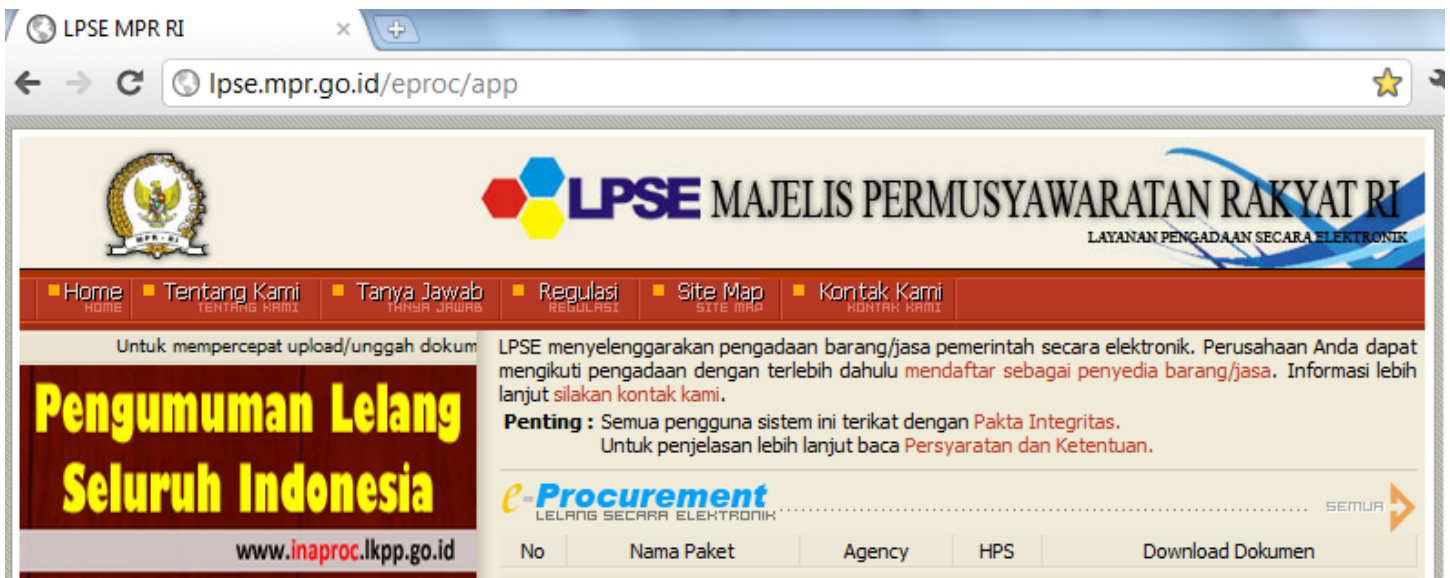 LPSE MPR RI
lpse.mpr.go.id/eproc/app
MPR - RI
LPSE MAJELIS PERMUSYAWARATAN RAKYAT RI
LAYANAN PENGADAAN SECARA ELEKTRONIK
Home Tentang Kami Tanya Jawab Regulasi Site Map Kontak Kami
HOME TENTANG KAMI TANYA JAWAB REGULASI SITE MAP KONTAK KAMI
Untuk mempercepat upload/unggah dokum
Pengumuman Lelang
Seluruh Indonesia
www.inaproc.lkpp.go.id
LPSE menyelenggarakan pengadaan barang/jasa pemerintah secara elektronik. Perusahaan Anda dapat
mengikuti pengadaan dengan terlebih dahulu mendaftar sebagai penyedia barang/jasa. Informasi lebih
lanjut silakan kontak kami.
Penting : Semua pengguna sistem ini terikat dengan Pakta Integritas.
Untuk penjelasan lebih lanjut baca Persyaratan dan Ketentuan.
e-Procurement
LELANG SECARA ELEKTRONIK
SEMUA
No Nama Paket Agency HPS Download Dokumen